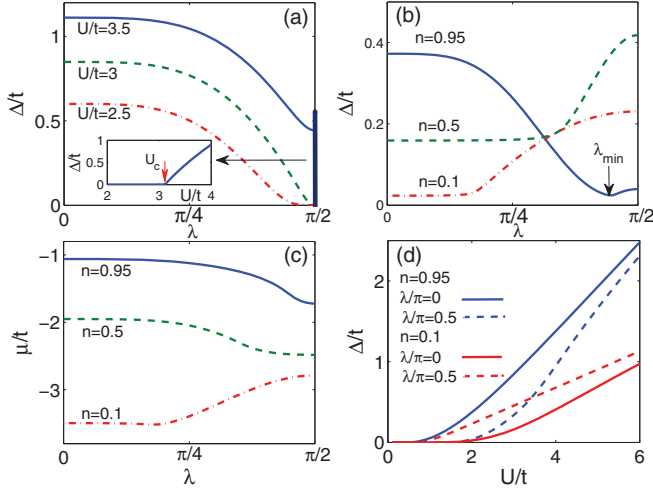 (a)
Δ/t
1
0.5
0
U/t=3.5
U/t=3
U/t=2.5
Δ/t
1
0.5
0
U_c
2
3
4
U/t
0
π/4
π/2
λ
(b)
Δ/t
0.4
0.2
0
n=0.95
n=0.5
n=0.1
λ_min
0
π/4
π/2
λ
(c)
μ/t
−1
−2
−3
n=0.95
n=0.5
n=0.1
0
π/4
π/2
λ
(d)
Δ/t
2
1
0
n=0.95
λ/π=0
λ/π=0.5
n=0.1
λ/π=0
λ/π=0.5
0
2
4
6
U/t